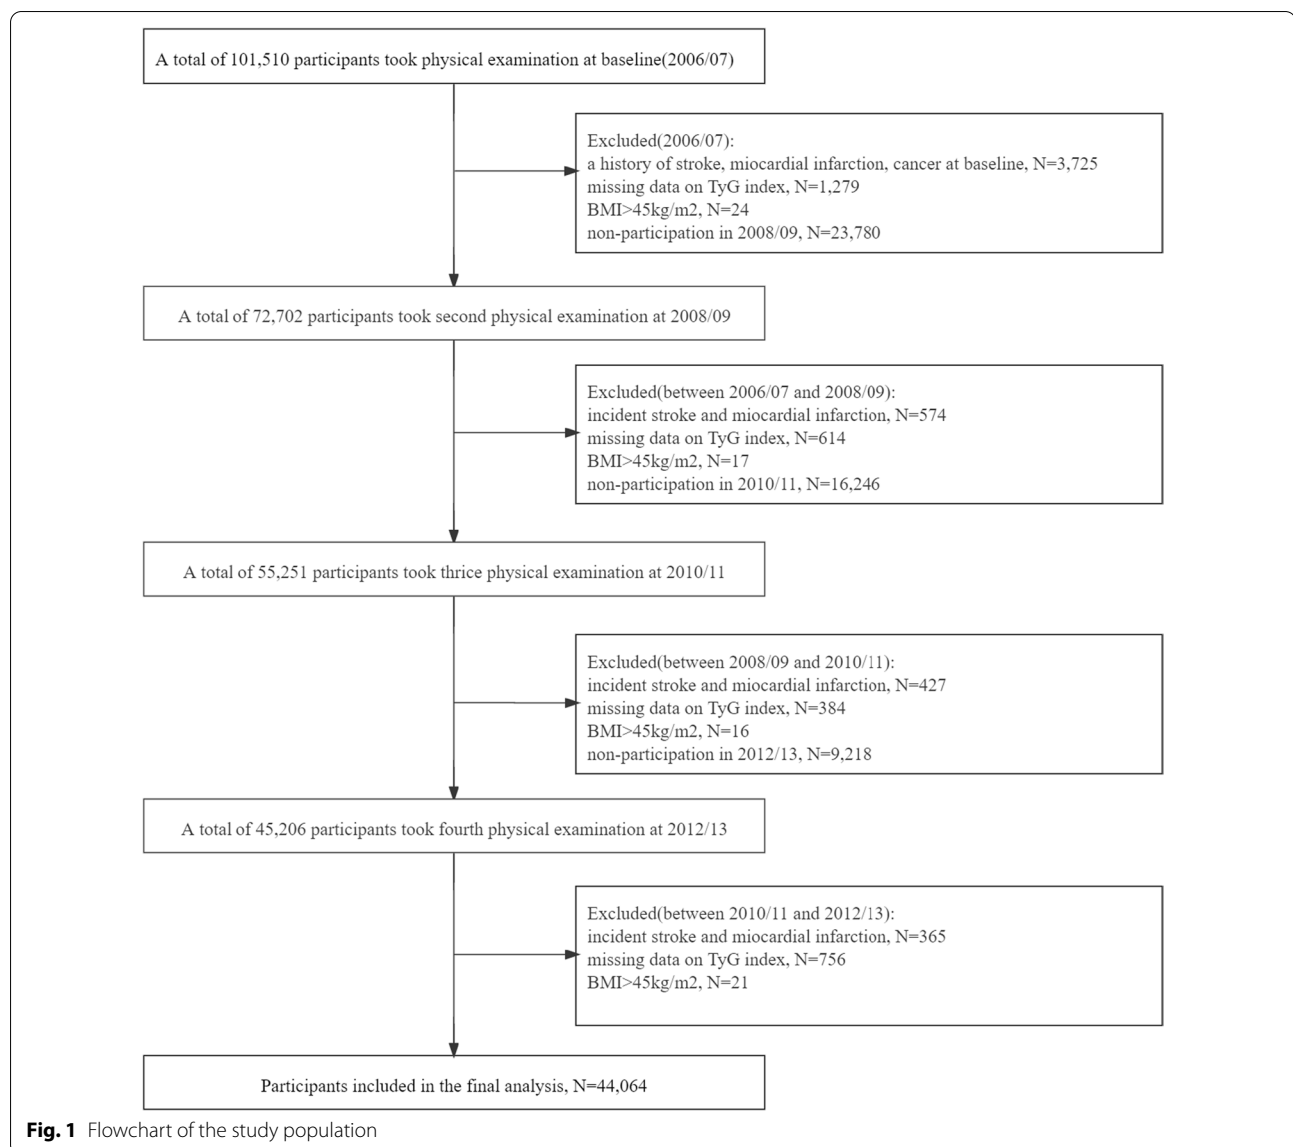 A total of 101,510 participants took physical examination at baseline(2006/07)
Excluded(2006/07):
a history of stroke, miocardial infarction, cancer at baseline, N=3,725
missing data on TyG index, N=1,279
BMI>45kg/m2, N=24
non-participation in 2008/09, N=23,780
A total of 72,702 participants took second physical examination at 2008/09
Excluded(between 2006/07 and 2008/09):
incident stroke and miocardial infarction, N=574
missing data on TyG index, N=614
BMI>45kg/m2, N=17
non-participation in 2010/11, N=16,246
A total of 55,251 participants took thrice physical examination at 2010/11
Excluded(between 2008/09 and 2010/11):
incident stroke and miocardial infarction, N=427
missing data on TyG index, N=384
BMI>45kg/m2, N=16
non-participation in 2012/13, N=9,218
A total of 45,206 participants took fourth physical examination at 2012/13
Excluded(between 2010/11 and 2012/13):
incident stroke and miocardial infarction, N=365
missing data on TyG index, N=756
BMI>45kg/m2, N=21
Participants included in the final analysis, N=44,064
Fig. 1 Flowchart of the study population